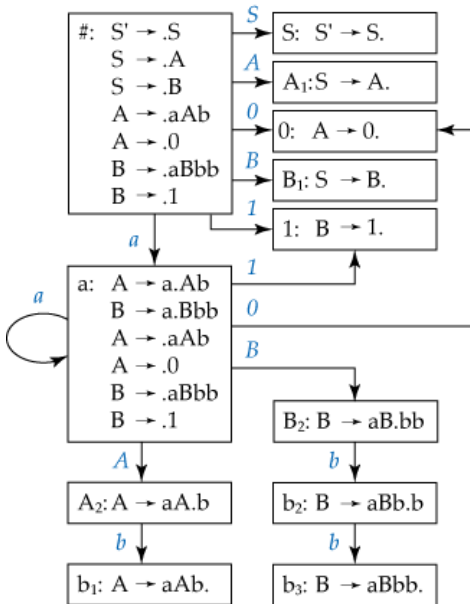 #: S' → .S
S → .A
S → .B
A → .aAb
A → .0
B → .aBbb
B → .1
S
S: S' → S.
A
A₁: S → A.
0
0: A → 0.
B
B₁: S → B.
1
1: B → 1.
a
a
a: A → a.Ab
B → a.Bbb
A → .aAb
A → .0
B → .aBbb
B → .1
1
0
B
A
B₂: B → aB.bb
b
A₂: A → aA.b
b₂: B → aBb.b
b
b
b₁: A → aAb.
b₃: B → aBbb.